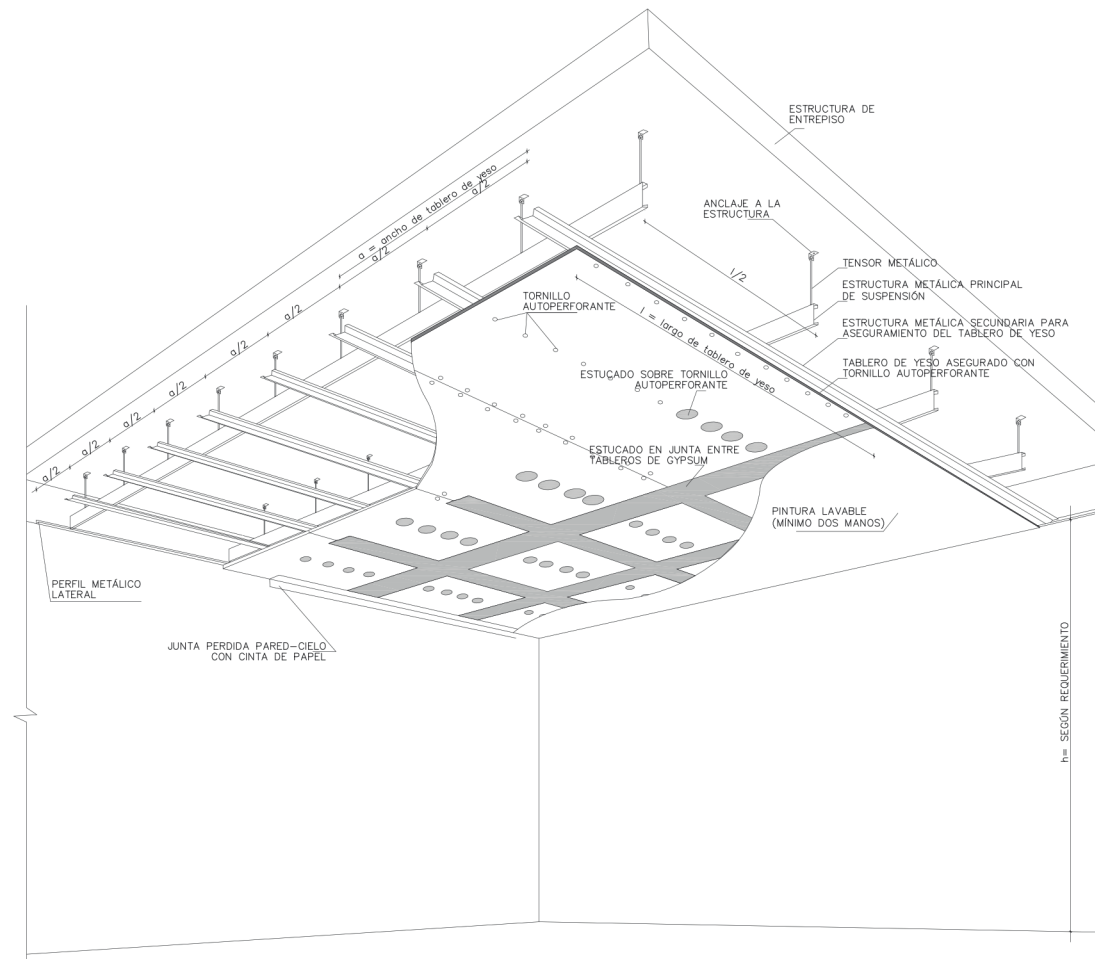 ESTRUCTURA DE
ENTREPISO
a = ancho de tablero de yeso
a/2
a/2
a/2
a/2
a/2
a/2
a/2
a/2
ANCLAJE A LA
ESTRUCTURA
l/2
TENSOR METÁLICO
ESTRUCTURA METÁLICA PRINCIPAL
DE SUSPENSIÓN
TORNILLO
AUTOPERFORANTE
l = largo de tablero de yeso
ESTRUCTURA METÁLICA SECUNDARIA PARA
ASEGURAMIENTO DEL TABLERO DE YESO
TABLERO DE YESO ASEGURADO CON
TORNILLO AUTOPERFORANTE
ESTUCADO SOBRE TORNILLO
AUTOPERFORANTE
ESTUCADO EN JUNTA ENTRE
TABLEROS DE GYPSUM
PINTURA LAVABLE
(MÍNIMO DOS MANOS)
PERFIL METÁLICO
LATERAL
JUNTA PERDIDA PARED-CIELO
CON CINTA DE PAPEL
h= SEGÚN REQUERIMIENTO